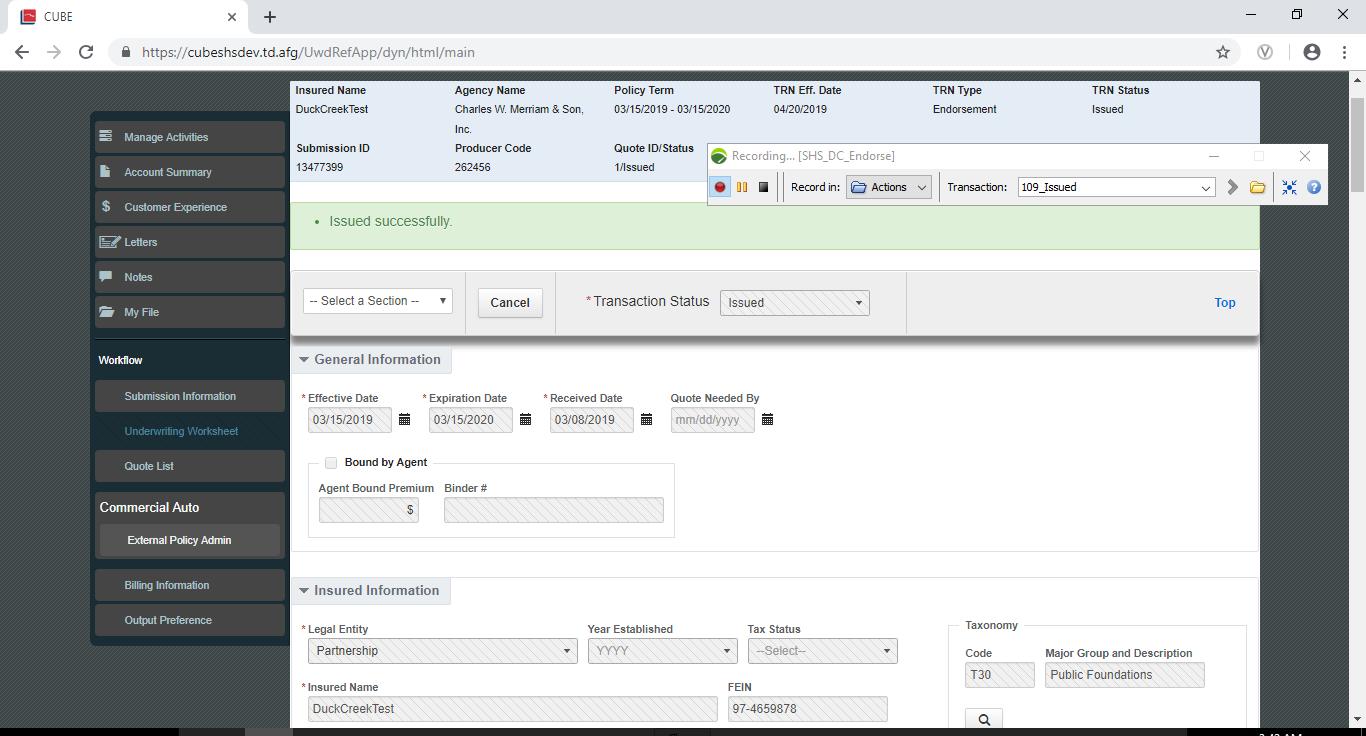 CUBE
https://cubeshsdev.td.afg/UwdRefApp/dyn/html/main
Insured Name Agency Name Policy Term TRN Eff. Date TRN Type TRN Status
DuckCreekTest Charles W. Merriam & Son, 03/15/2019 - 03/15/2020 04/20/2019 Endorsement Issued
Inc.
Submission ID Producer Code Quote ID/Status
13477399 262456 1/Issued
Recording... [SHS_DC_Endorse]
Record in: Actions Transaction: 109_Issued
Manage Activities
Account Summary
$ Customer Experience
Letters
Notes
My File
Workflow
Submission Information
Underwriting Worksheet
Quote List
Commercial Auto
External Policy Admin
Billing Information
Output Preference
• Issued successfully.
-- Select a Section -- Cancel * Transaction Status Issued Top
General Information
* Effective Date * Expiration Date * Received Date Quote Needed By
03/15/2019 03/15/2020 03/08/2019 mm/dd/yyyy
Bound by Agent
Agent Bound Premium Binder #
$
Insured Information
* Legal Entity Year Established Tax Status
Partnership YYYY --Select--
* Insured Name FEIN
DuckCreekTest 97-4659878
Taxonomy
Code Major Group and Description
T30 Public Foundations